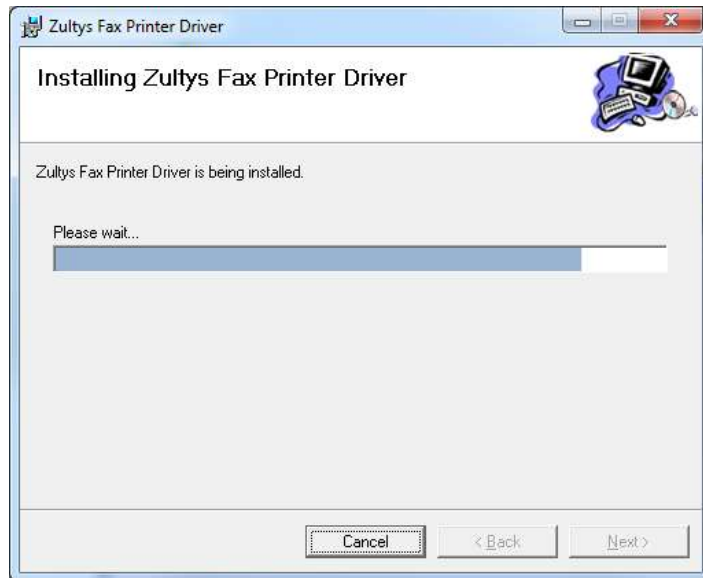 Zultys Fax Printer Driver
Installing Zultys Fax Printer Driver
Zultys Fax Printer Driver is being installed.
Please wait...
Cancel
< Back
Next >